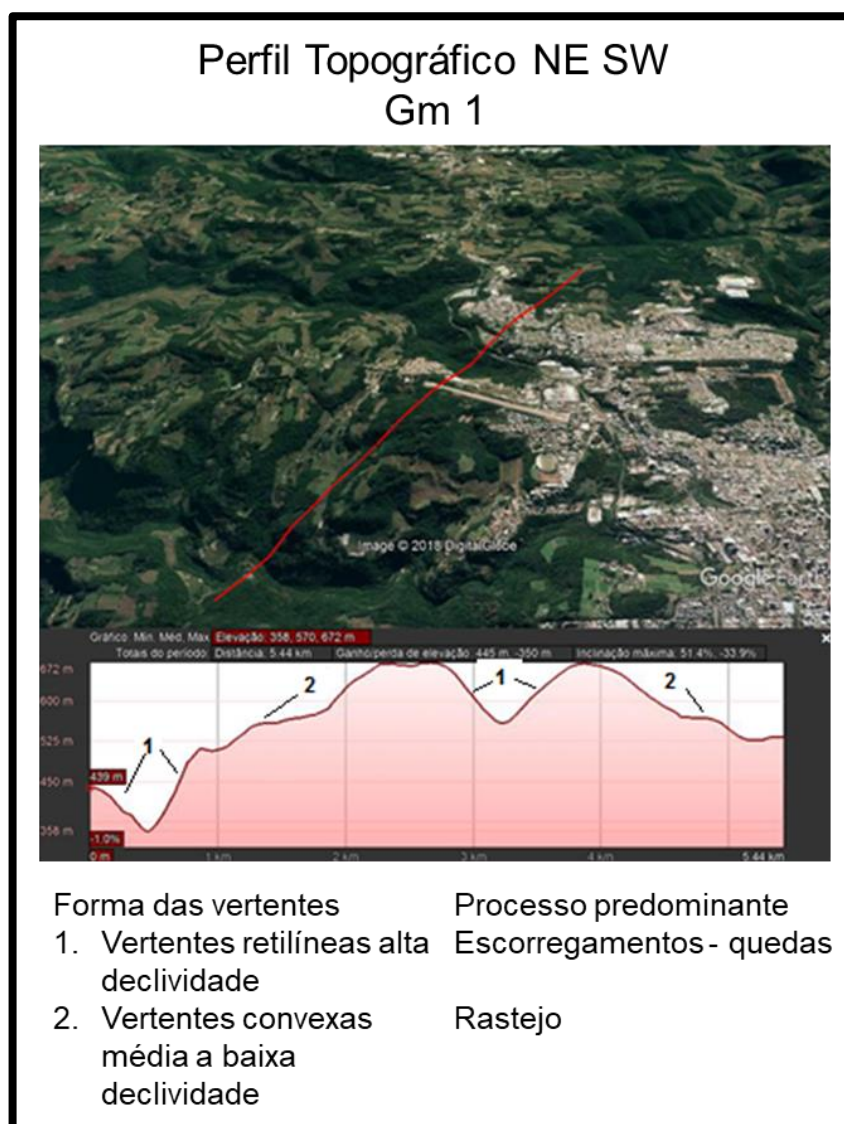 Perfil Topográfico NE SW
Gm 1
Image © 2018 DigitalGlobe
Google Earth
Gráfico: Mín, Méd, Máx Elevação: 358, 570, 672 m
Totais do período: Distância: 5.44 km Ganho/perda de elevação: 445 m, -350 m Inclinação máxima: 51.4%, -33.9%
672 m
600 m
525 m
450 m
439 m
358 m
-1.0%
0 m
1 km
2 km
3 km
4 km
5.44 km
1
2
1
2
Forma das vertentes Processo predominante
1. Vertentes retilíneas alta Escorregamentos - quedas
declividade
2. Vertentes convexas Rastejo
média a baixa
declividade